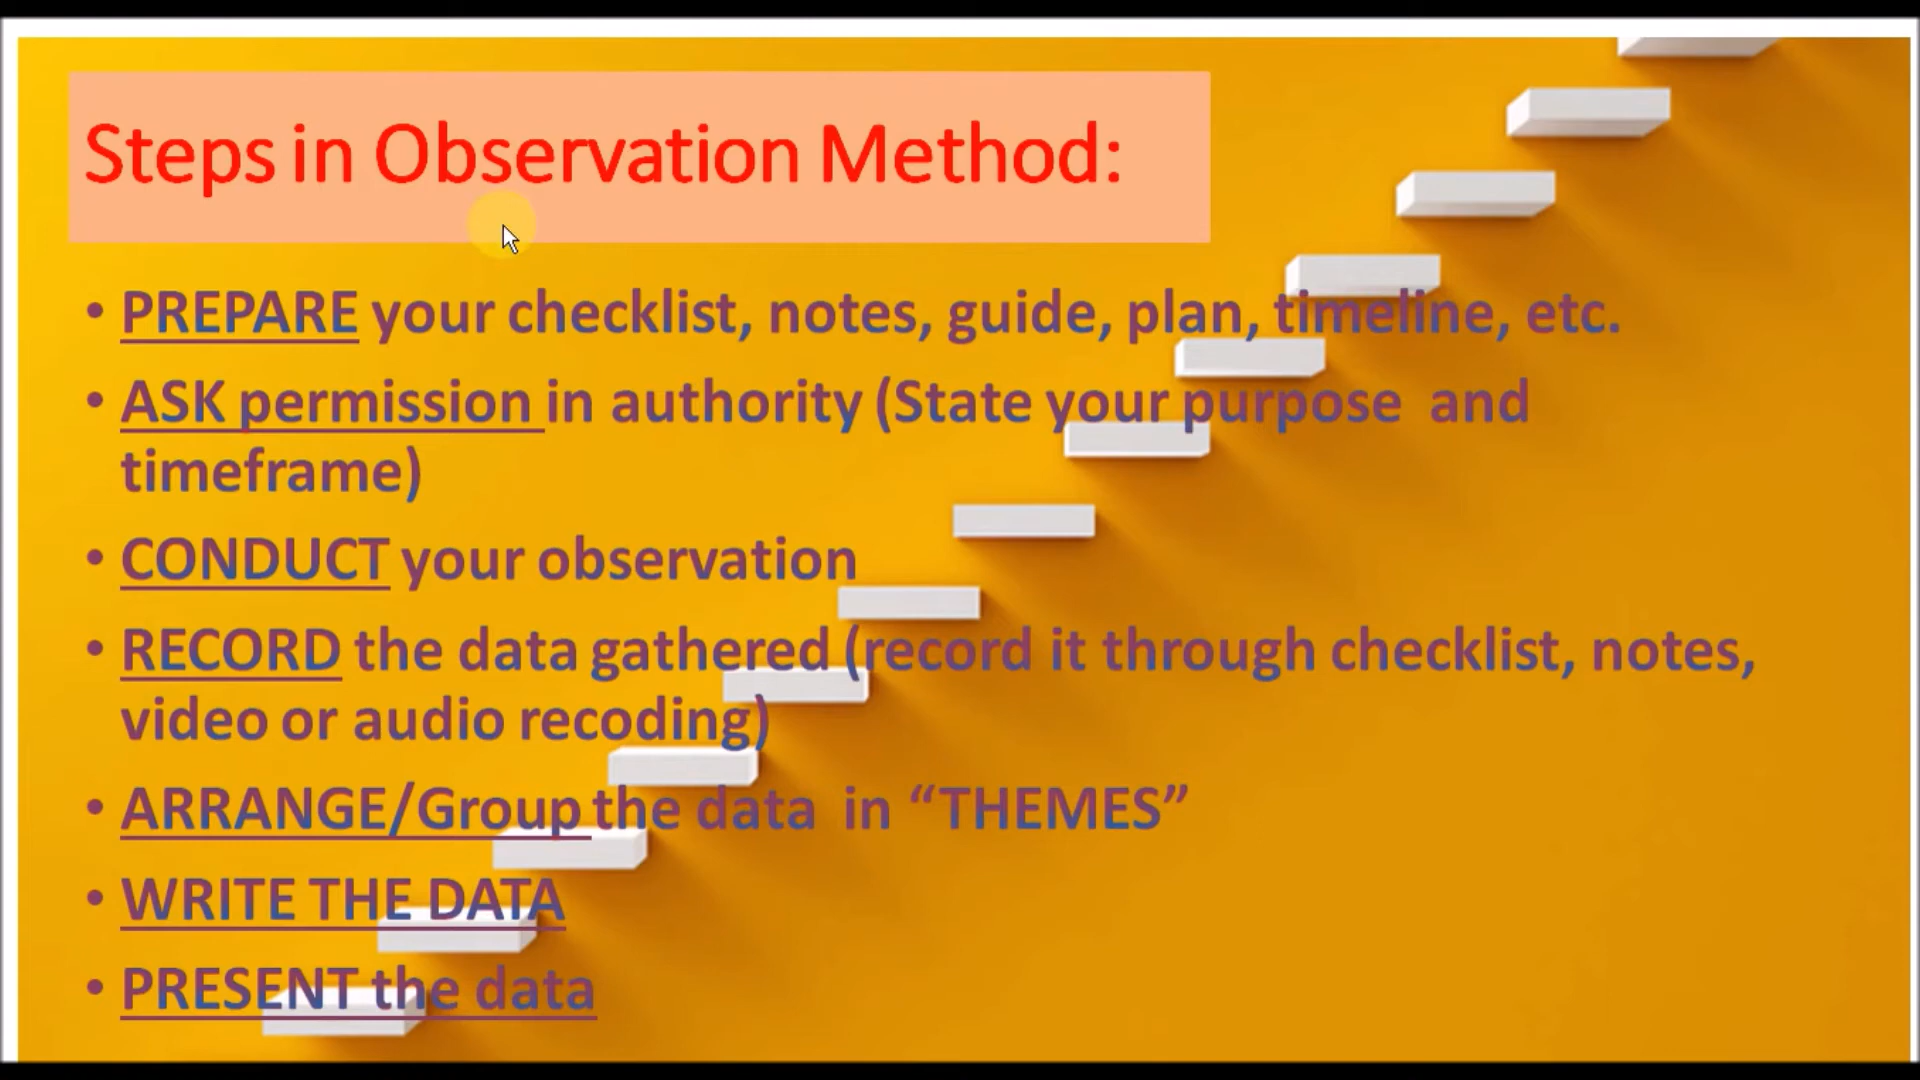 Steps in Observation Method:
• PREPARE your checklist, notes, guide, plan, timeline, etc.
• ASK permission in authority (State your purpose and
timeframe)
• CONDUCT your observation
• RECORD the data gathered (record it through checklist, notes,
video or audio recoding)
• ARRANGE/Group the data in “THEMES”
• WRITE THE DATA
• PRESENT the data